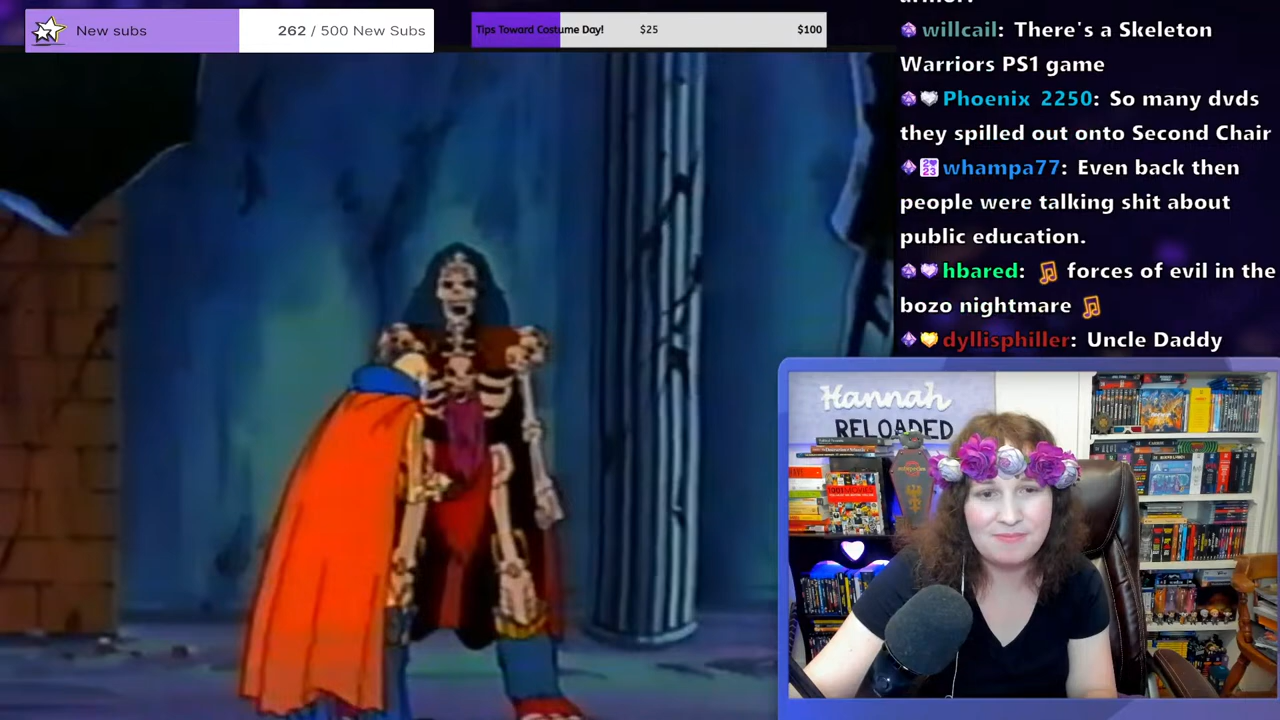 New subs
262 / 500 New Subs
Tips Toward Costume Day!
$25
$100
willcail: There's a Skeleton
Warriors PS1 game
Phoenix 2250: So many dvds
they spilled out onto Second Chair
whampa77: Even back then
people were talking shit about
public education.
hbared: forces of evil in the
bozo nightmare
dyllisphiller: Uncle Daddy
Hannah
RELOADED